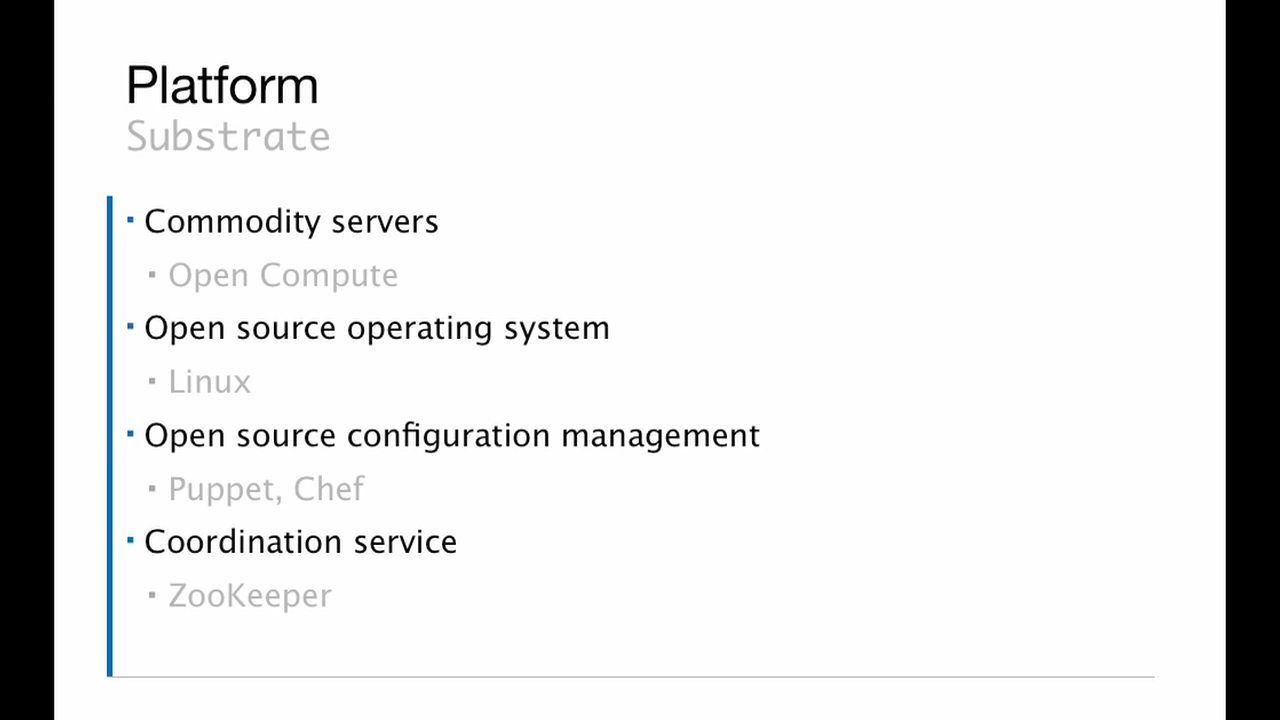 Platform
Substrate
▪ Commodity servers
▪ Open Compute
▪ Open source operating system
▪ Linux
▪ Open source configuration management
▪ Puppet, Chef
▪ Coordination service
▪ ZooKeeper